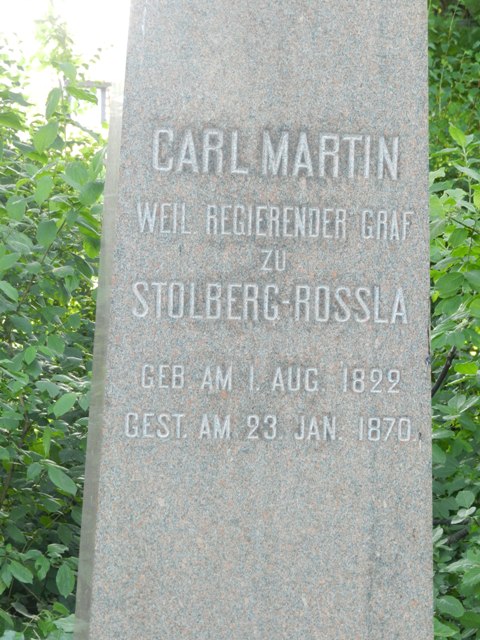 CARL MARTIN
WEIL REGIERENDER GRAF
ZU
STOLBERG-ROSSLA
GEB. AM 1. AUG. 1822
GEST. AM 23. JAN. 1870.